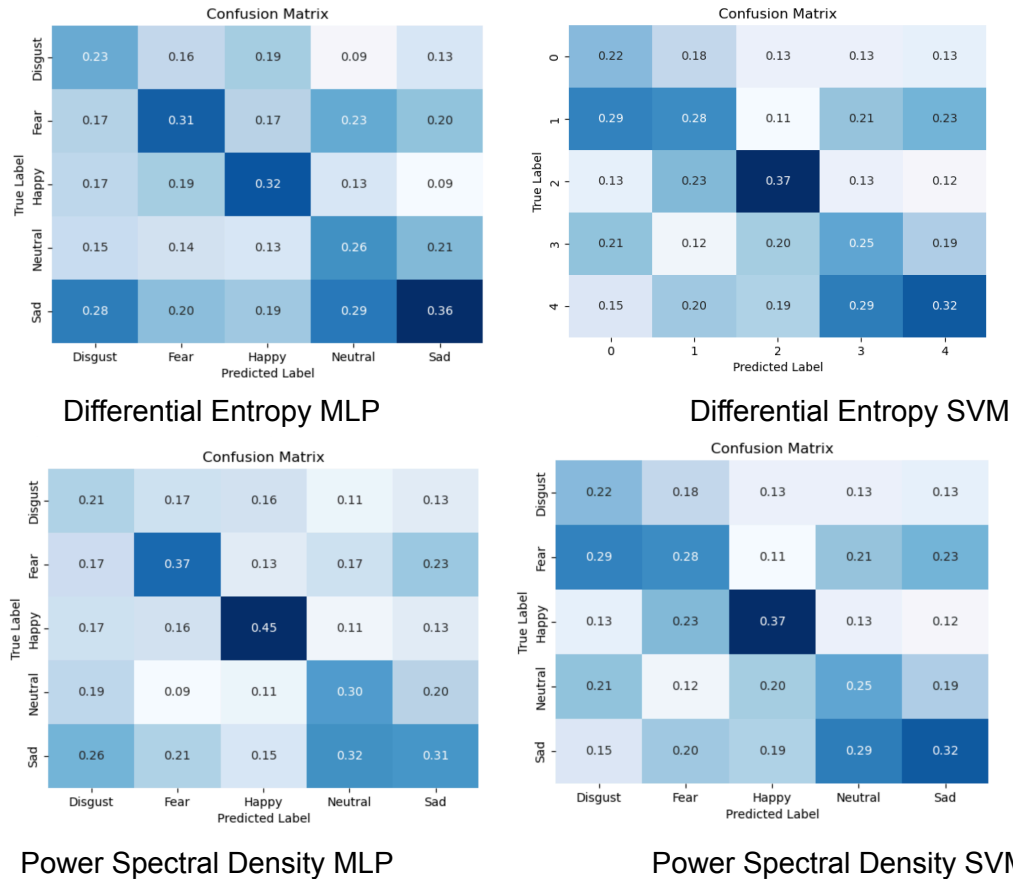 Confusion Matrix
Disgust 0.23 0.16 0.19 0.09 0.13
Fear 0.17 0.31 0.17 0.23 0.20
Happy 0.17 0.19 0.32 0.13 0.09
Neutral 0.15 0.14 0.13 0.26 0.21
Sad 0.28 0.20 0.19 0.29 0.36
True Label
Disgust Fear Happy Neutral Sad
Predicted Label
Differential Entropy MLP
Confusion Matrix
0 0.22 0.18 0.13 0.13 0.13
1 0.29 0.28 0.11 0.21 0.23
2 0.13 0.23 0.37 0.13 0.12
3 0.21 0.12 0.20 0.25 0.19
4 0.15 0.20 0.19 0.29 0.32
True Label
0 1 2 3 4
Predicted Label
Differential Entropy SVM
Confusion Matrix
Disgust 0.21 0.17 0.16 0.11 0.13
Fear 0.17 0.37 0.13 0.17 0.23
Happy 0.17 0.16 0.45 0.11 0.13
Neutral 0.19 0.09 0.11 0.30 0.20
Sad 0.26 0.21 0.15 0.32 0.31
True Label
Disgust Fear Happy Neutral Sad
Predicted Label
Power Spectral Density MLP
Confusion Matrix
Disgust 0.22 0.18 0.13 0.13 0.13
Fear 0.29 0.28 0.11 0.21 0.23
Happy 0.13 0.23 0.37 0.13 0.12
Neutral 0.21 0.12 0.20 0.25 0.19
Sad 0.15 0.20 0.19 0.29 0.32
True Label
Disgust Fear Happy Neutral Sad
Predicted Label
Power Spectral Density SVM